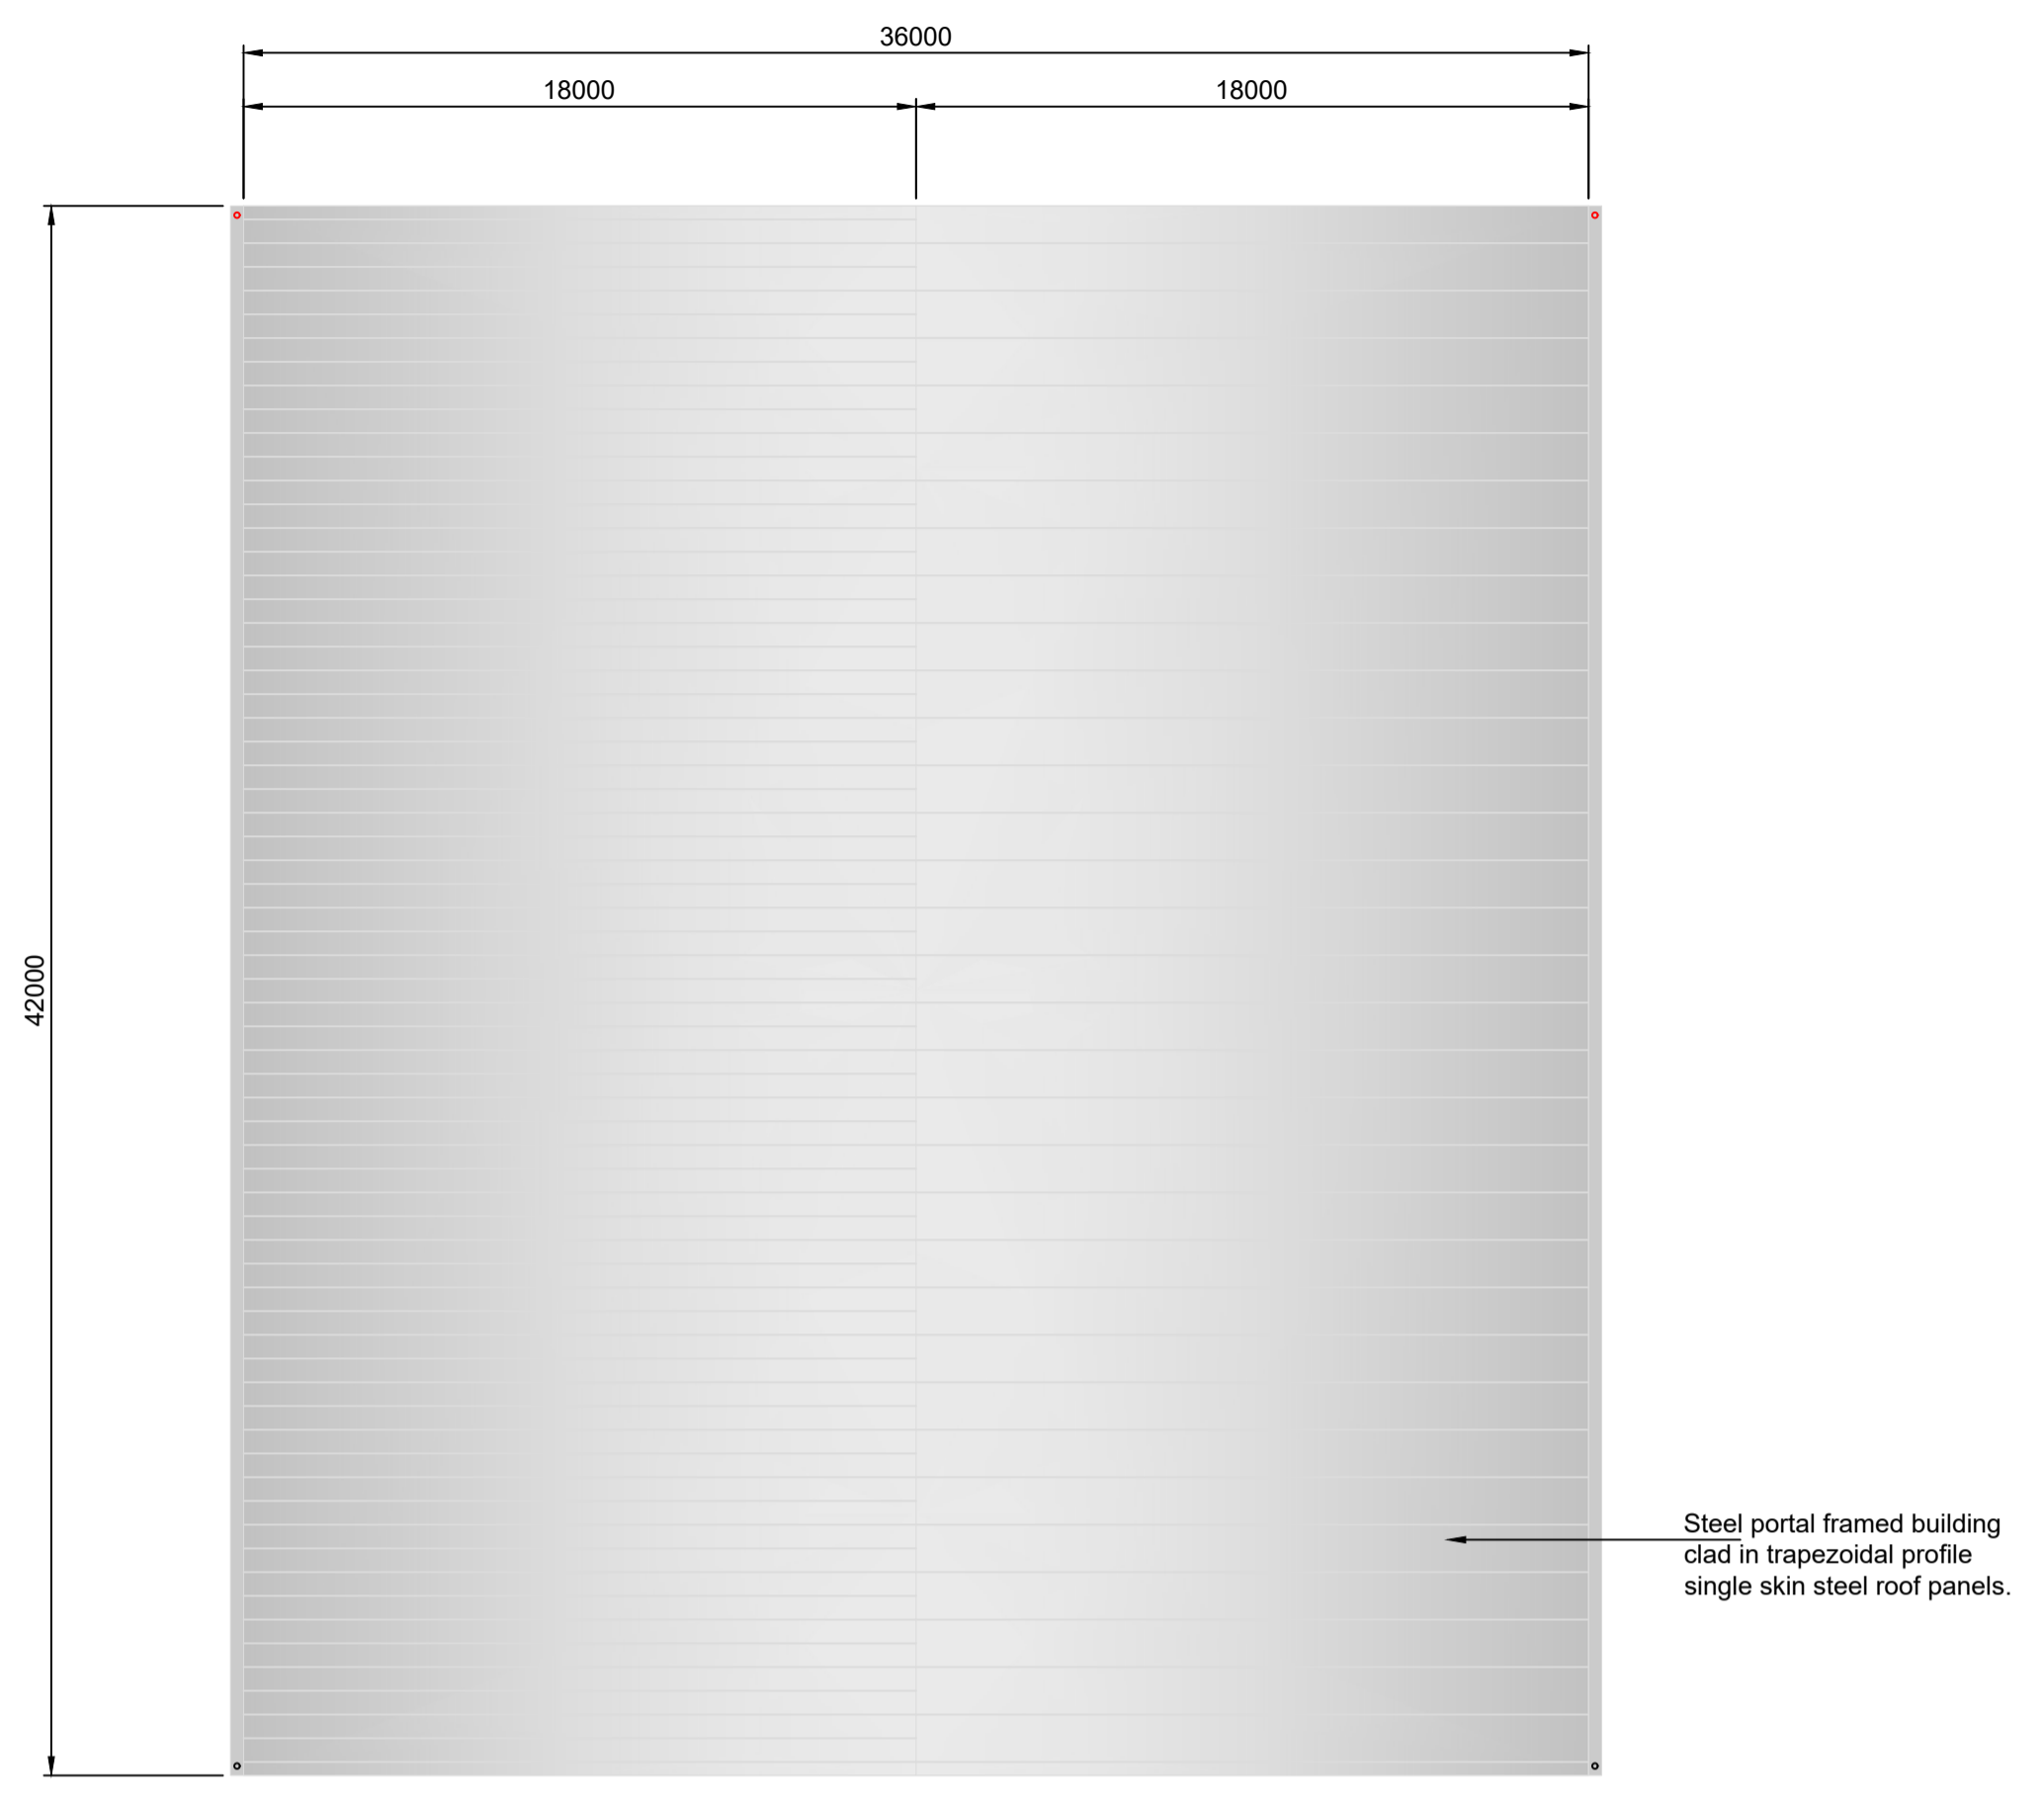 36000
18000
18000
42000
Steel portal framed building
clad in trapezoidal profile
single skin steel roof panels.